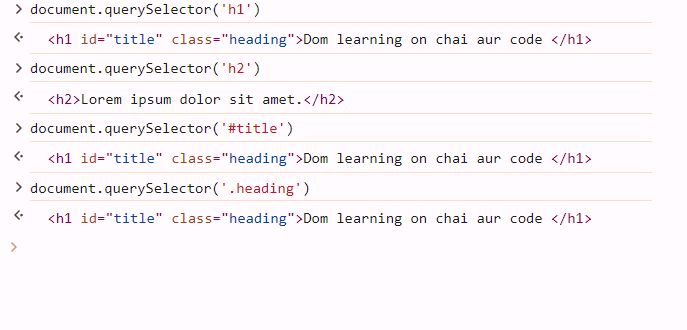 document.querySelector('h1')
<h1 id="title" class="heading">Dom learning on chai aur code </h1>
document.querySelector('h2')
<h2>Lorem ipsum dolor sit amet.</h2>
document.querySelector('#title')
<h1 id="title" class="heading">Dom learning on chai aur code </h1>
document.querySelector('.heading')
<h1 id="title" class="heading">Dom learning on chai aur code </h1>